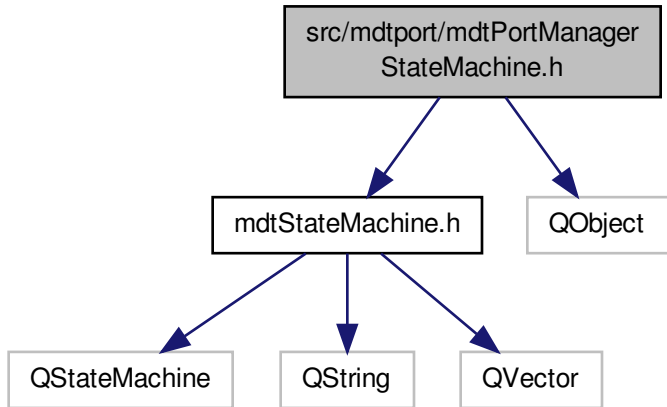 src/mdtport/mdtPortManager
StateMachine.h
mdtStateMachine.h
QObject
QStateMachine
QString
QVector